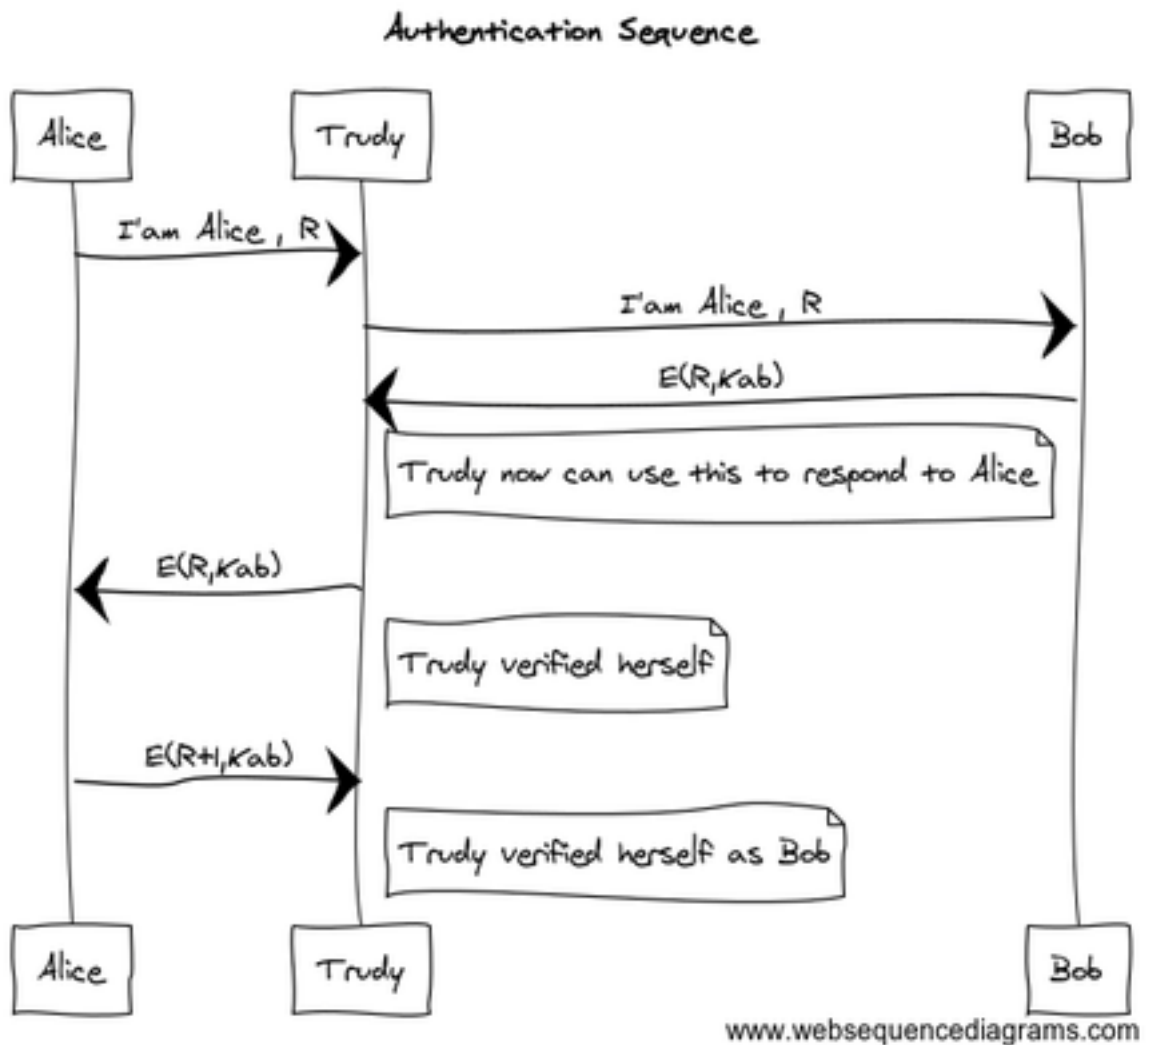 Authentication Sequence
Alice
Trudy
Bob
I'am Alice , R
I'am Alice , R
E(R,Kab)
Trudy now can use this to respond to Alice
E(R,Kab)
Trudy verified herself
E(R+1,Kab)
Trudy verified herself as Bob
Alice
Trudy
Bob
www.websequencediagrams.com